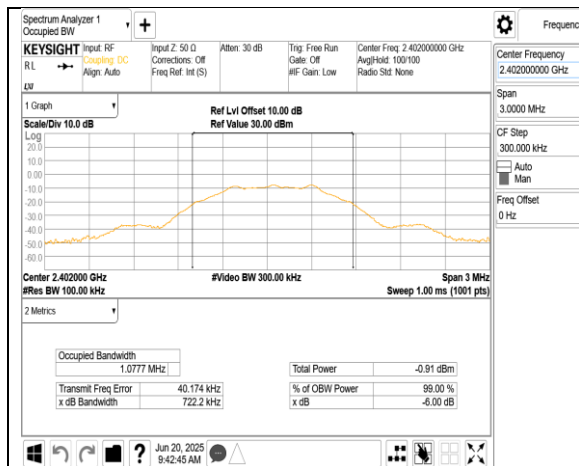 Spectrum Analyzer 1
Occupied BW
Frequenc
KEYSIGHT
RL
LXI
Input: RF
Coupling: DC
Align: Auto
Input Z: 50 Ω
Corrections: Off
Freq Ref: Int (S)
Atten: 30 dB
Trig: Free Run
Gate: Off
#IF Gain: Low
Center Freq: 2.402000000 GHz
Avg|Hold: 100/100
Radio Std: None
Center Frequency
2.402000000 GHz
Span
3.0000 MHz
CF Step
300.000 kHz
Auto
Man
Freq Offset
0 Hz
1 Graph
Scale/Div 10.0 dB
Ref Lvl Offset 10.00 dB
Ref Value 30.00 dBm
Log
20.0
10.0
0.00
-10.0
-20.0
-30.0
-40.0
-50.0
-60.0
Center 2.402000 GHz
#Res BW 100.00 kHz
#Video BW 300.00 kHz
Span 3 MHz
Sweep 1.00 ms (1001 pts)
2 Metrics
Occupied Bandwidth
1.0777 MHz
Transmit Freq Error 40.174 kHz
x dB Bandwidth 722.2 kHz
Total Power -0.91 dBm
% of OBW Power 99.00 %
x dB -6.00 dB
?
Jun 20, 2025
9:42:45 AM